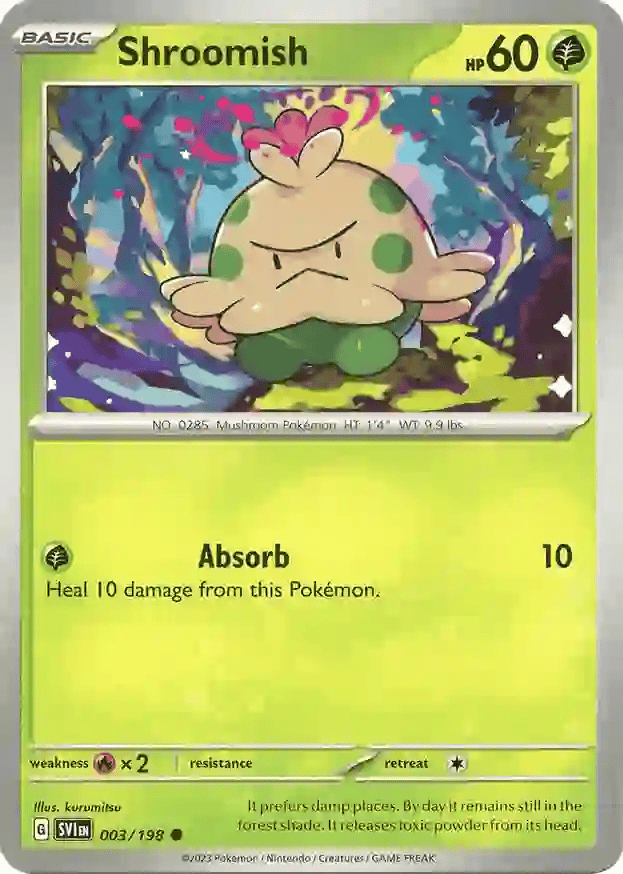 BASIC Shroomish HP60
NO. 0285 Mushroom Pokémon HT: 1'4" WT: 9.9 lbs.
Absorb 10
Heal 10 damage from this Pokémon.
weakness ×2 resistance retreat
Illus. kurumitsu
It prefers damp places. By day it remains still in the
forest shade. It releases toxic powder from its head.
G SVI EN 003/198
©2023 Pokémon / Nintendo / Creatures / GAME FREAK